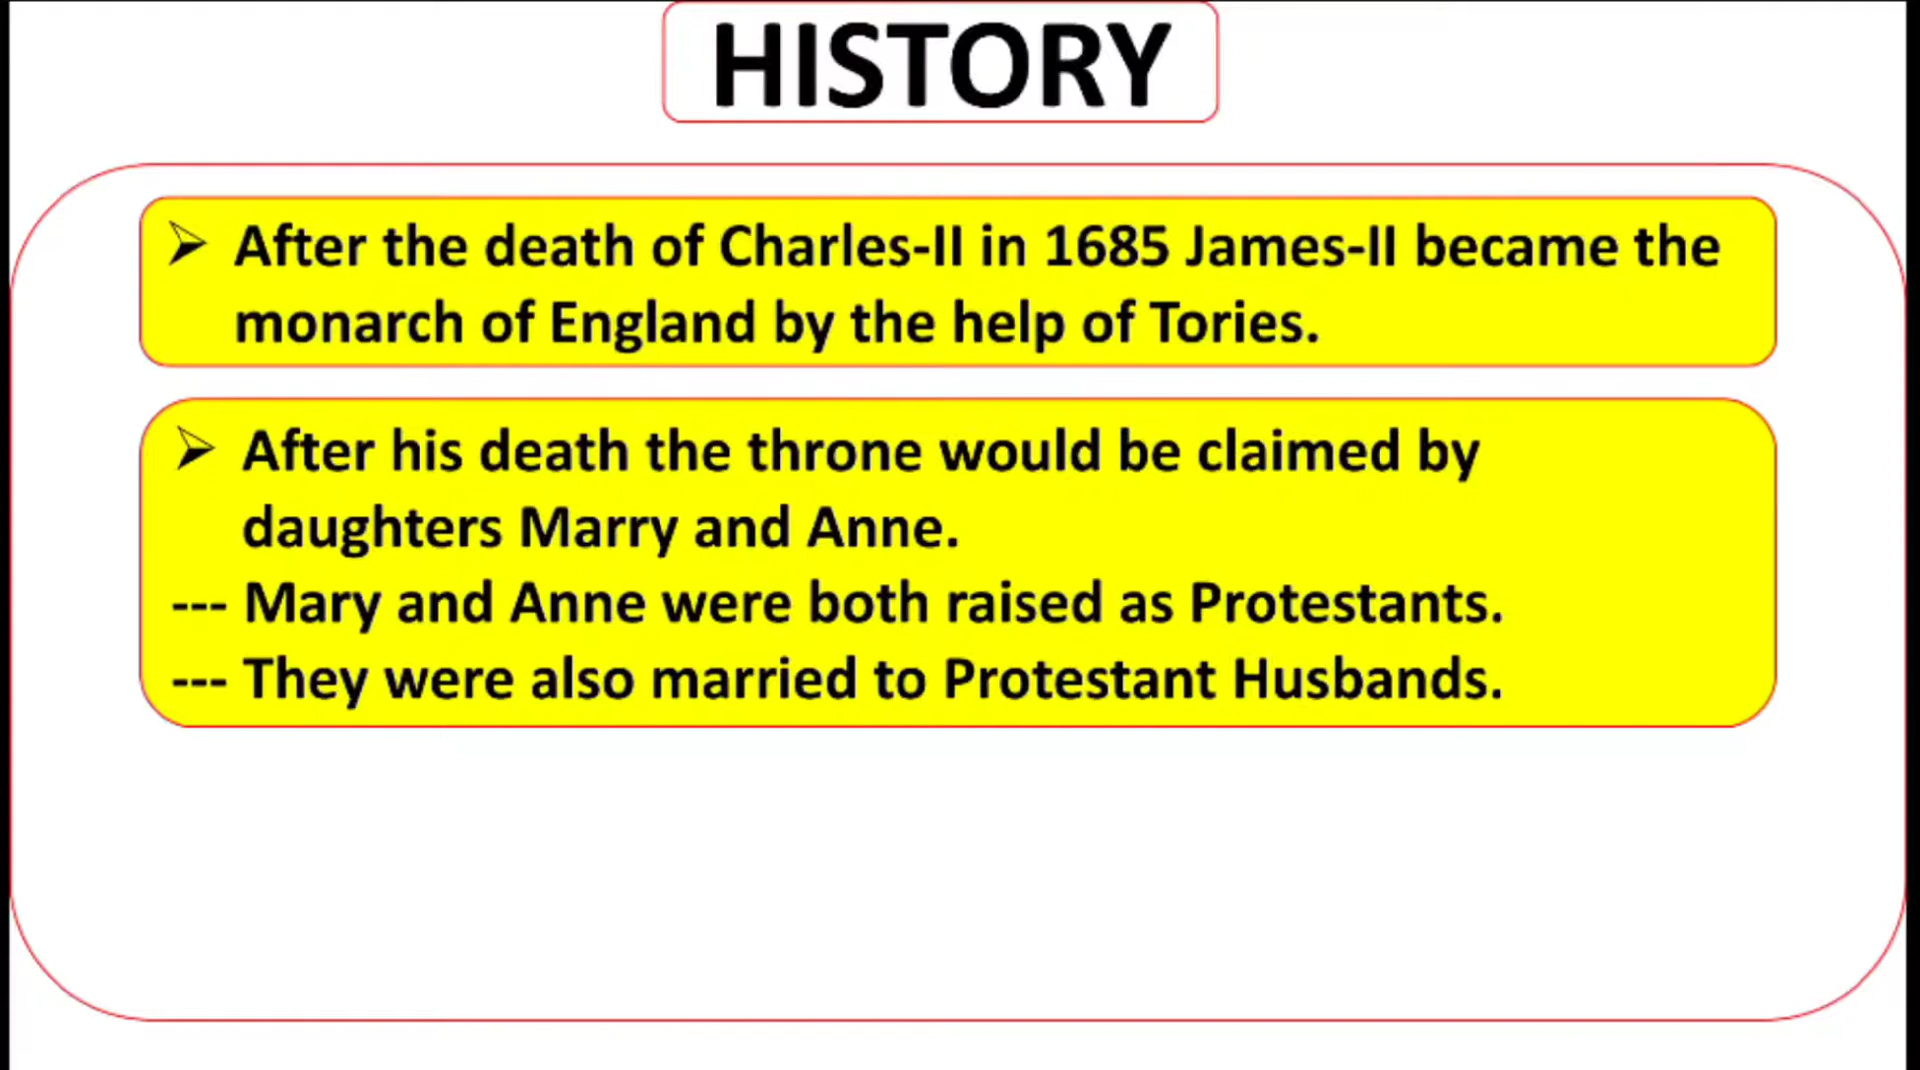 HISTORY
➢ After the death of Charles-II in 1685 James-II became the
monarch of England by the help of Tories.
➢ After his death the throne would be claimed by
daughters Marry and Anne.
--- Mary and Anne were both raised as Protestants.
--- They were also married to Protestant Husbands.